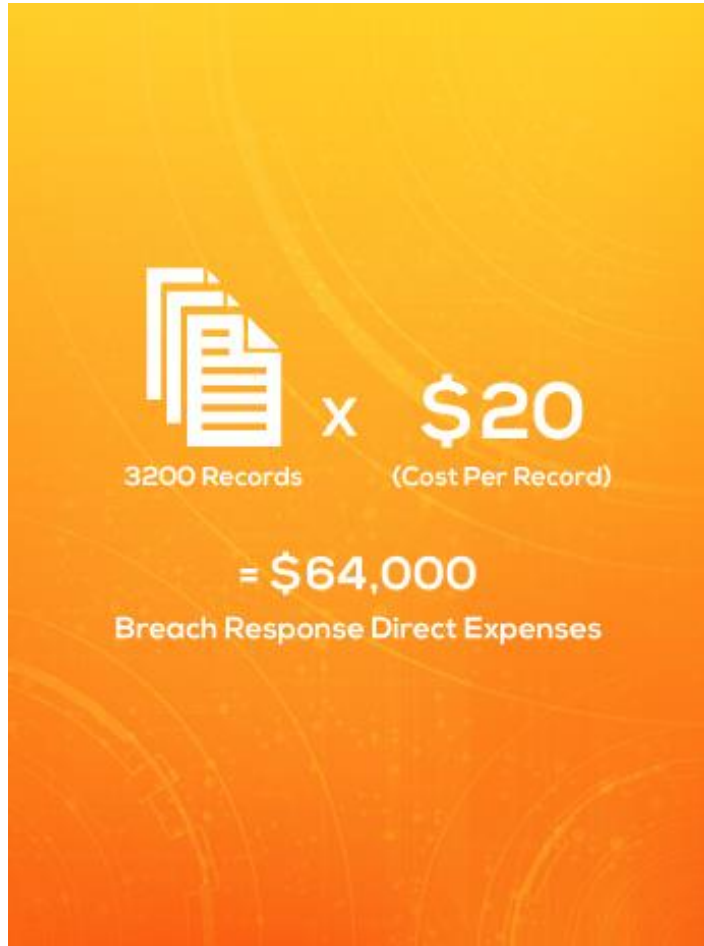 x $20
3200 Records (Cost Per Record)
= $64,000
Breach Response Direct Expenses